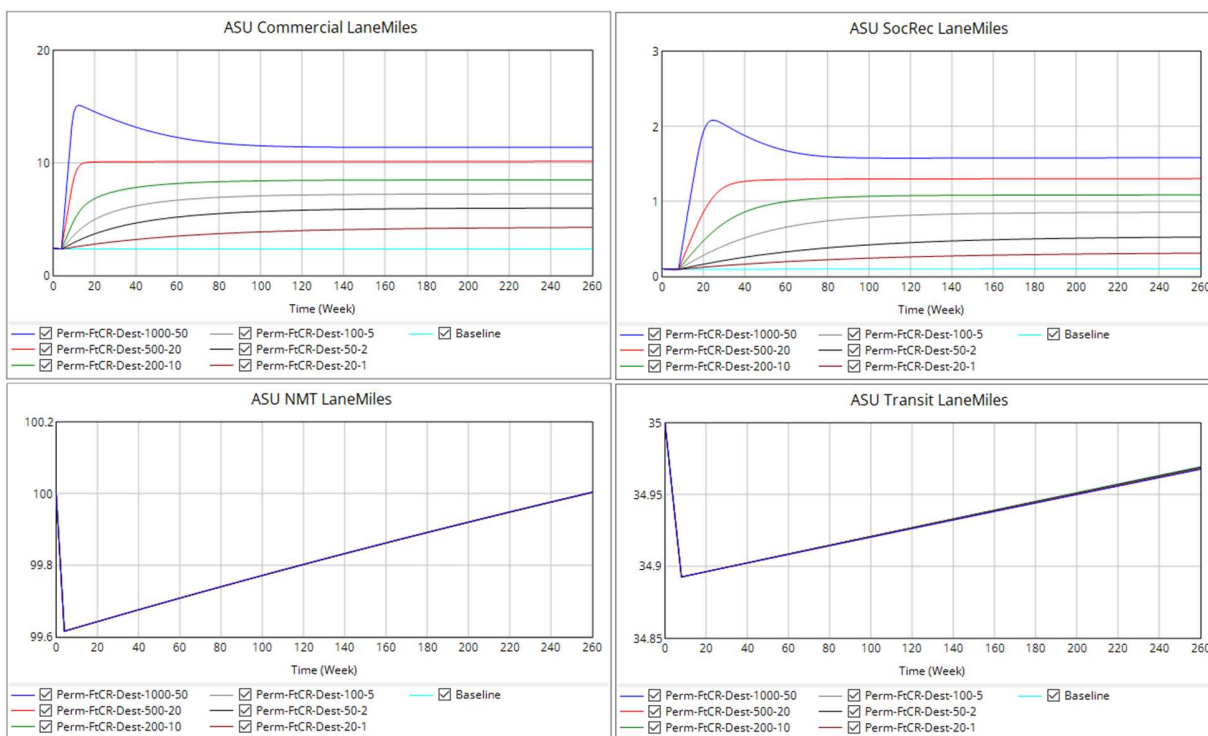 ASU Commercial LaneMiles
20
10
0
0 20 40 60 80 100 120 140 160 180 200 220 240 260
Time (Week)
Perm-FtCR-Dest-1000-50 Perm-FtCR-Dest-100-5 Baseline
Perm-FtCR-Dest-500-20 Perm-FtCR-Dest-50-2
Perm-FtCR-Dest-200-10 Perm-FtCR-Dest-20-1
ASU SocRec LaneMiles
3
2
1
0
0 20 40 60 80 100 120 140 160 180 200 220 240 260
Time (Week)
Perm-FtCR-Dest-1000-50 Perm-FtCR-Dest-100-5 Baseline
Perm-FtCR-Dest-500-20 Perm-FtCR-Dest-50-2
Perm-FtCR-Dest-200-10 Perm-FtCR-Dest-20-1
ASU NMT LaneMiles
100.2
100
99.8
99.6
0 20 40 60 80 100 120 140 160 180 200 220 240 260
Time (Week)
Perm-FtCR-Dest-1000-50 Perm-FtCR-Dest-100-5 Baseline
Perm-FtCR-Dest-500-20 Perm-FtCR-Dest-50-2
Perm-FtCR-Dest-200-10 Perm-FtCR-Dest-20-1
ASU Transit LaneMiles
35
34.95
34.9
34.85
0 20 40 60 80 100 120 140 160 180 200 220 240 260
Time (Week)
Perm-FtCR-Dest-1000-50 Perm-FtCR-Dest-100-5 Baseline
Perm-FtCR-Dest-500-20 Perm-FtCR-Dest-50-2
Perm-FtCR-Dest-200-10 Perm-FtCR-Dest-20-1